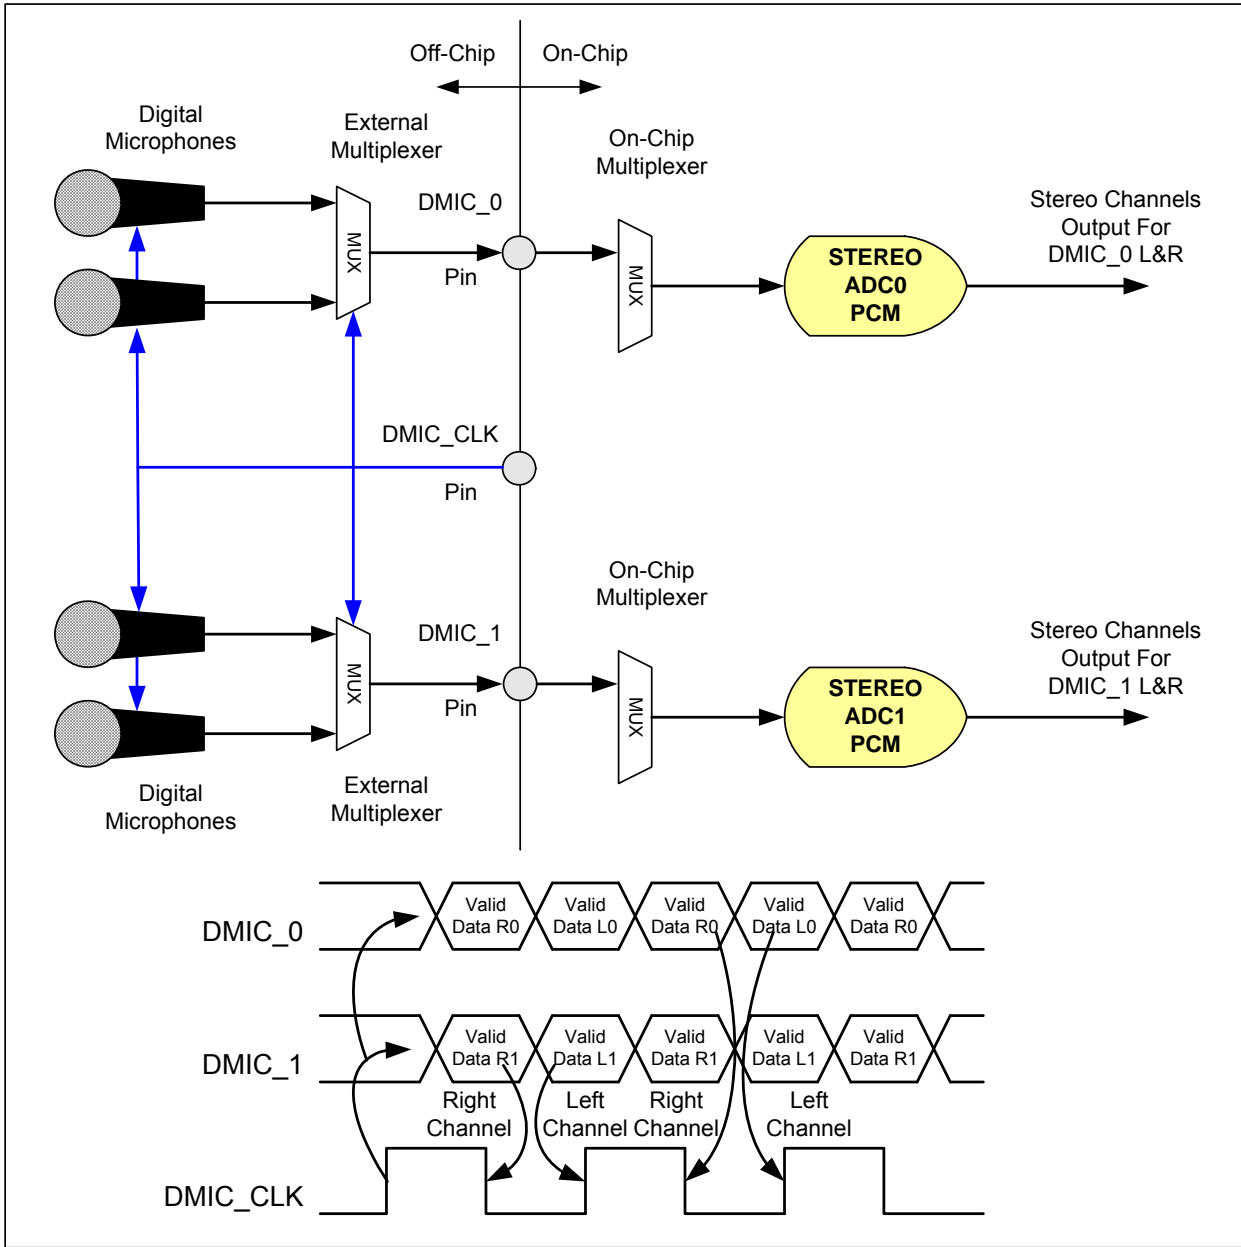 Off-Chip
On-Chip
Digital
Microphones
External
Multiplexer
On-Chip
Multiplexer
DMIC_0
Pin
MUX
MUX
STEREO
ADC0
PCM
Stereo Channels
Output For
DMIC_0 L&R
DMIC_CLK
Pin
On-Chip
Multiplexer
DMIC_1
Pin
MUX
MUX
STEREO
ADC1
PCM
Stereo Channels
Output For
DMIC_1 L&R
Digital
Microphones
External
Multiplexer
DMIC_0
Valid
Data R0
Valid
Data L0
Valid
Data R0
Valid
Data L0
Valid
Data R0
DMIC_1
Valid
Data R1
Valid
Data L1
Valid
Data R1
Valid
Data L1
Valid
Data R1
Right
Channel
Left
Channel
Right
Channel
Left
Channel
DMIC_CLK